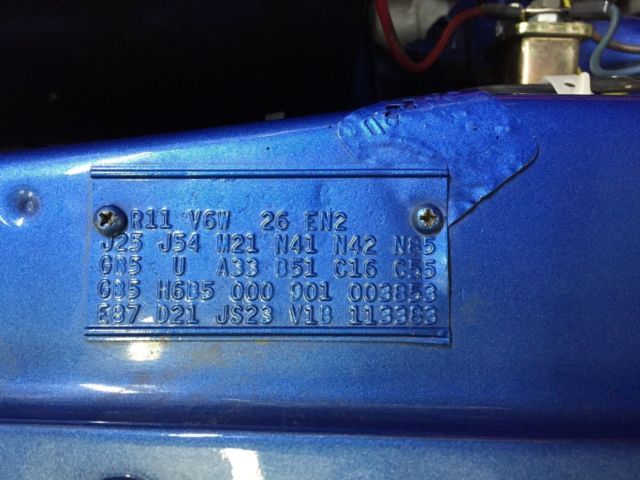 R11 V6W 26 EN2
J25 J54 M21 N41 N42 N85
GB5 U A33 B51 C16 C55
GB5 H6B5 000 901 003853
E87 D21 JS23 V1B 113383